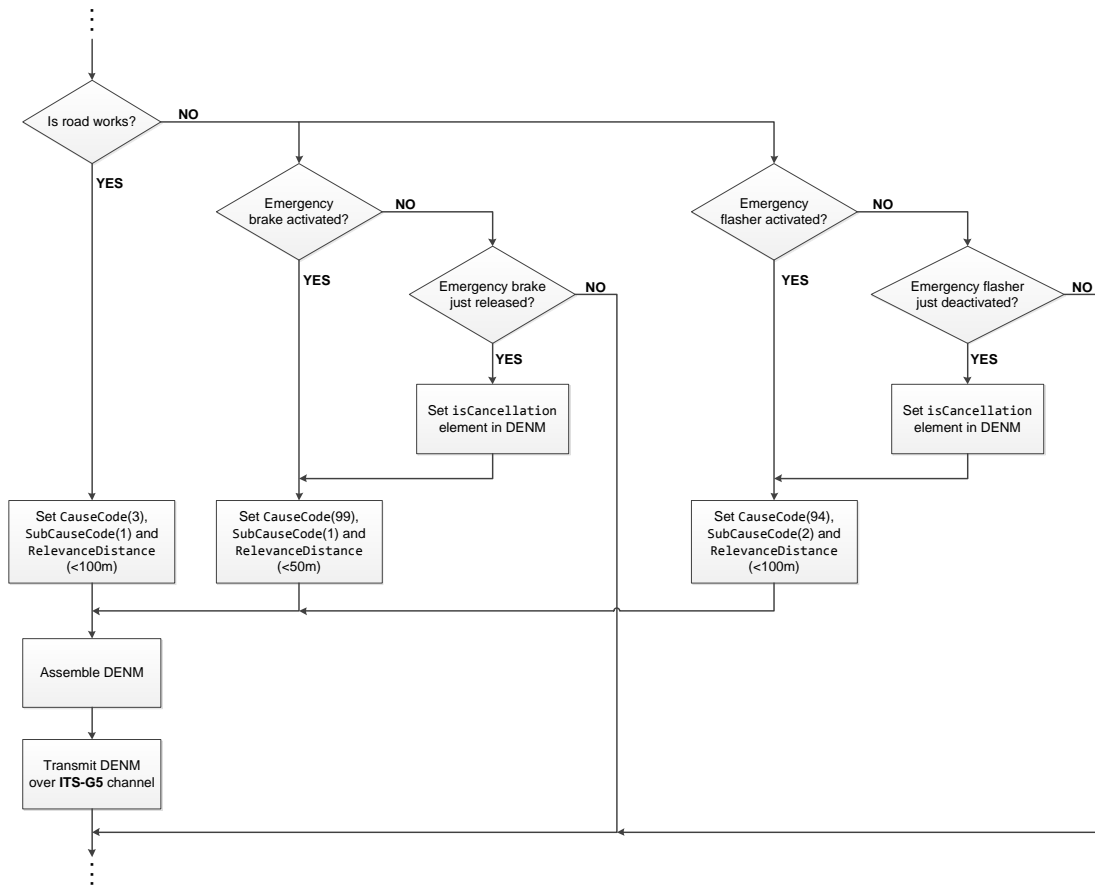 Is road works?
NO
YES
Emergency
brake activated?
NO
YES
Emergency brake
just released?
NO
YES
Set isCancellation
element in DENM
Emergency
flasher activated?
NO
YES
Emergency flasher
just deactivated?
NO
YES
Set isCancellation
element in DENM
Set CauseCode(3),
SubCauseCode(1) and
RelevanceDistance
(<100m)
Set CauseCode(99),
SubCauseCode(1) and
RelevanceDistance
(<50m)
Set CauseCode(94),
SubCauseCode(2) and
RelevanceDistance
(<100m)
Assemble DENM
Transmit DENM
over ITS-G5 channel